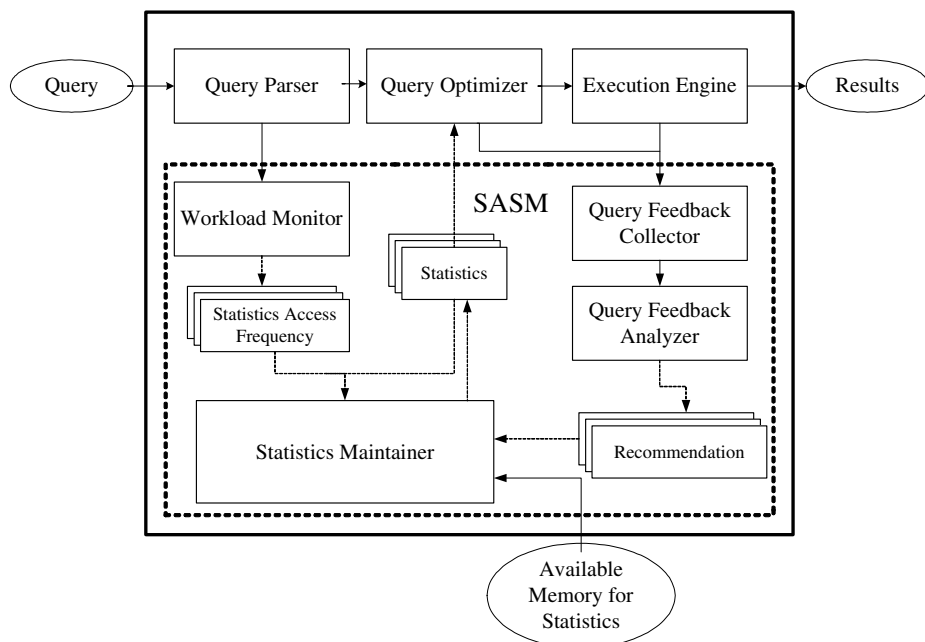 Query
Query Parser
Query Optimizer
Execution Engine
Results
SASM
Workload Monitor
Query Feedback
Collector
Statistics
Statistics Access
Frequency
Query Feedback
Analyzer
Statistics Maintainer
Recommendation
Available
Memory for
Statistics